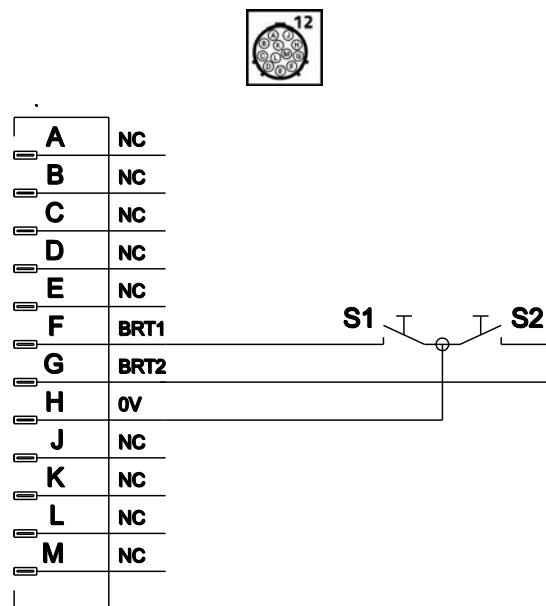 12
A J
B K H
C L M G
D E F
A NC
B NC
C NC
D NC
E NC
F BRT1 S1 S2
G BRT2
H 0V
J NC
K NC
L NC
M NC